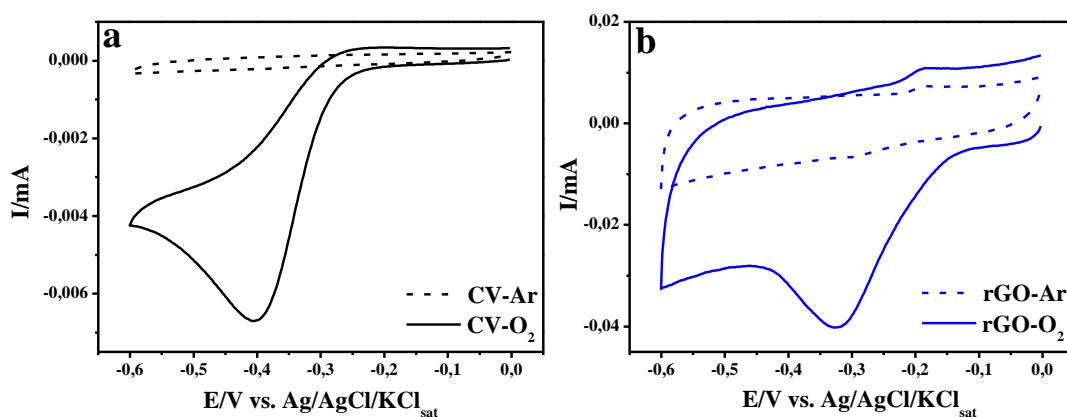 a
0,000
-0,002
-0,004
-0,006
I/mA
CV-Ar
CV-O₂
-0,6 -0,5 -0,4 -0,3 -0,2 -0,1 0,0
E/V vs. Ag/AgCl/KCl_sat
b
0,02
0,00
-0,02
-0,04
I/mA
rGO-Ar
rGO-O₂
-0,6 -0,5 -0,4 -0,3 -0,2 -0,1 0,0
E/V vs. Ag/AgCl/KCl_sat